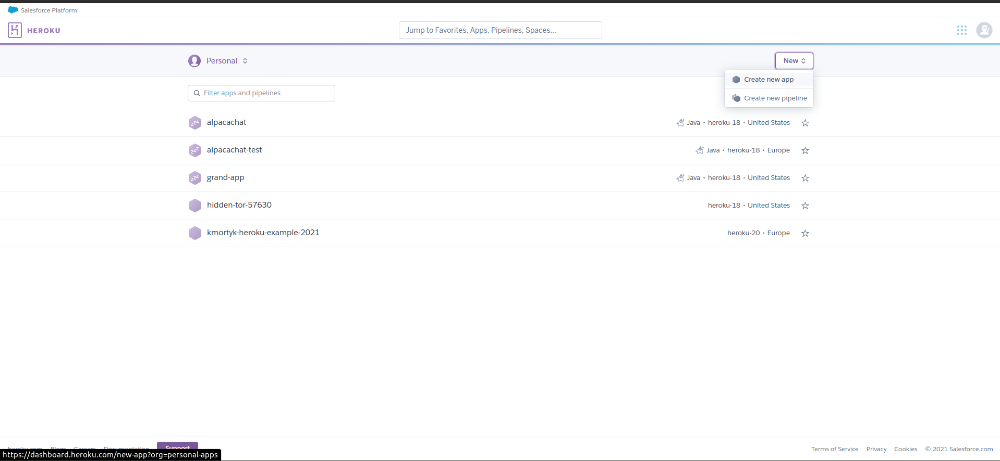 Salesforce Platform
HEROKU
Jump to Favorites, Apps, Pipelines, Spaces...
Personal
New
Create new app
Create new pipeline
Filter apps and pipelines
alpacachat
Java • heroku-18 • United States
alpacachat-test
Java • heroku-18 • Europe
grand-app
Java • heroku-18 • United States
hidden-tor-57630
heroku-18 • United States
kmortyk-heroku-example-2021
heroku-20 • Europe
heroku.com Blogs Careers Documentation Support
Terms of Service Privacy Cookies © 2021 Salesforce.com
https://dashboard.heroku.com/new-app?org=personal-apps